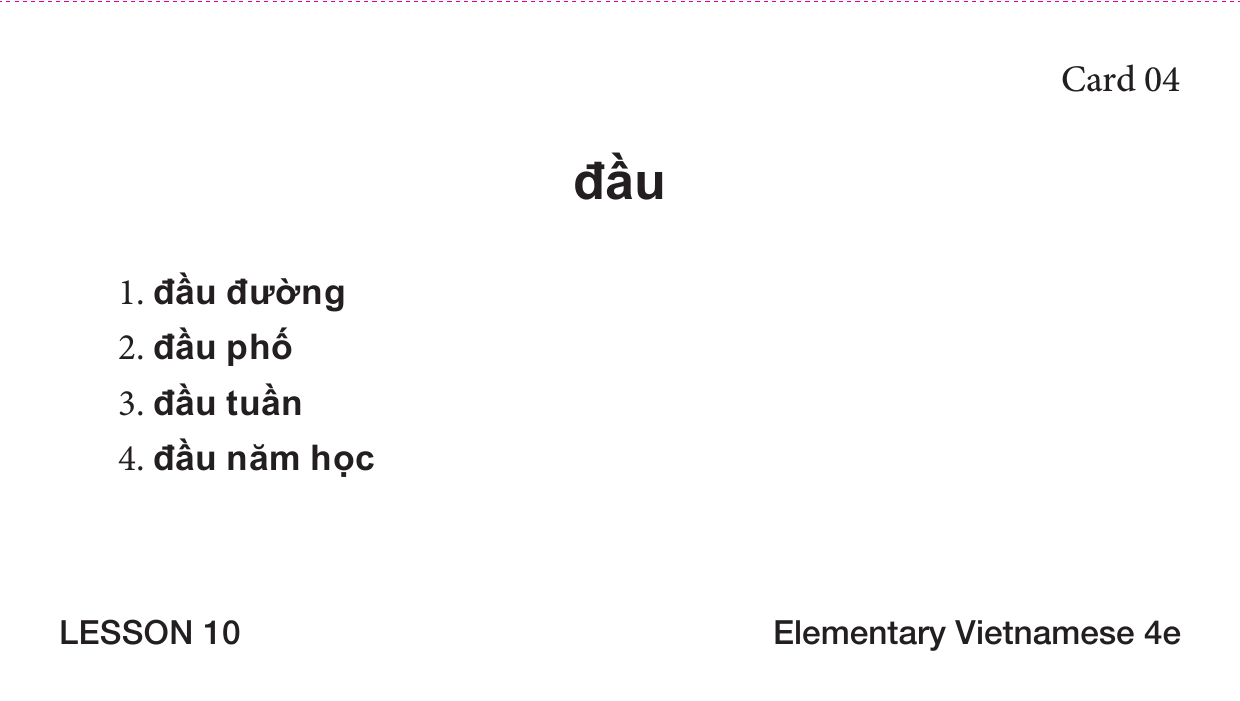 Card 04
đầu
1. đầu đường
2. đầu phố
3. đầu tuần
4. đầu năm học
LESSON 10
Elementary Vietnamese 4e